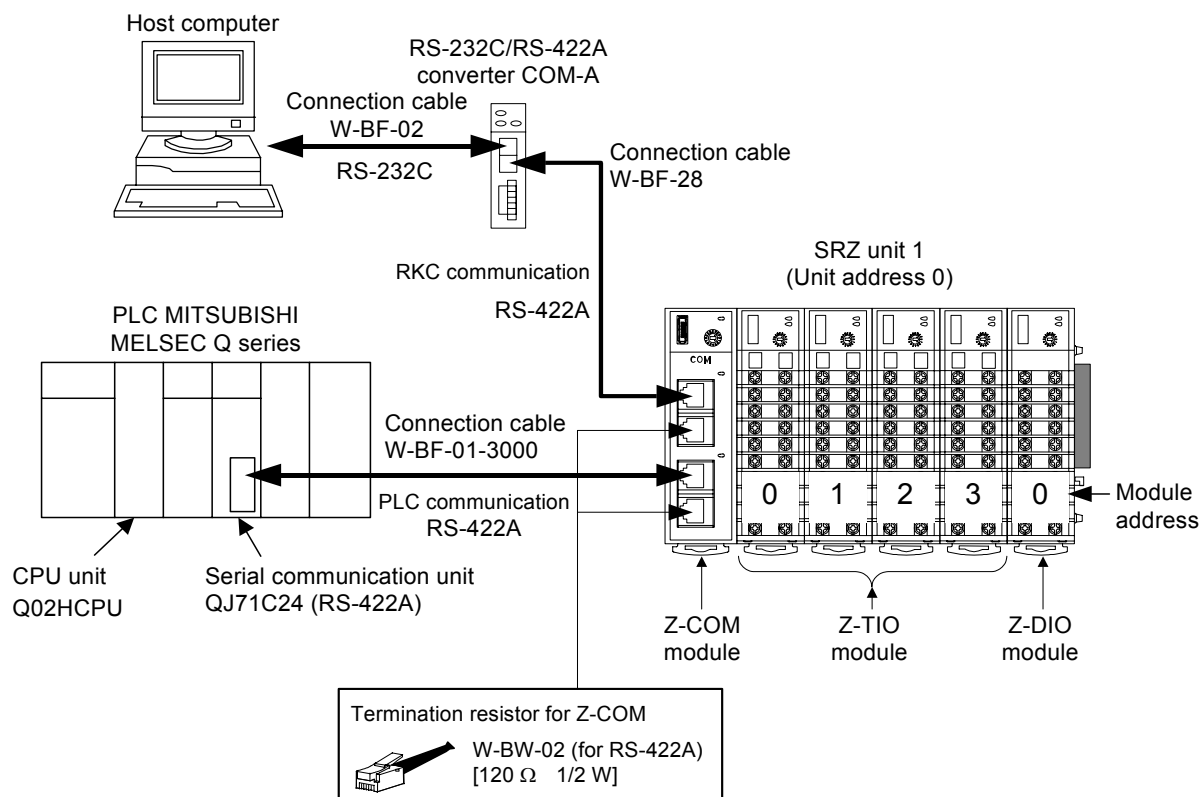 Host computer
RS-232C/RS-422A
converter COM-A
Connection cable
W-BF-02
RS-232C
Connection cable
W-BF-28
RKC communication
RS-422A
SRZ unit 1
(Unit address 0)
PLC MITSUBISHI
MELSEC Q series
COM
Connection cable
W-BF-01-3000
PLC communication
RS-422A
0 1 2 3 0
Module
address
CPU unit
Q02HCPU
Serial communication unit
QJ71C24 (RS-422A)
Z-COM
module
Z-TIO
module
Z-DIO
module
Termination resistor for Z-COM
W-BW-02 (for RS-422A)
[120 Ω 1/2 W]